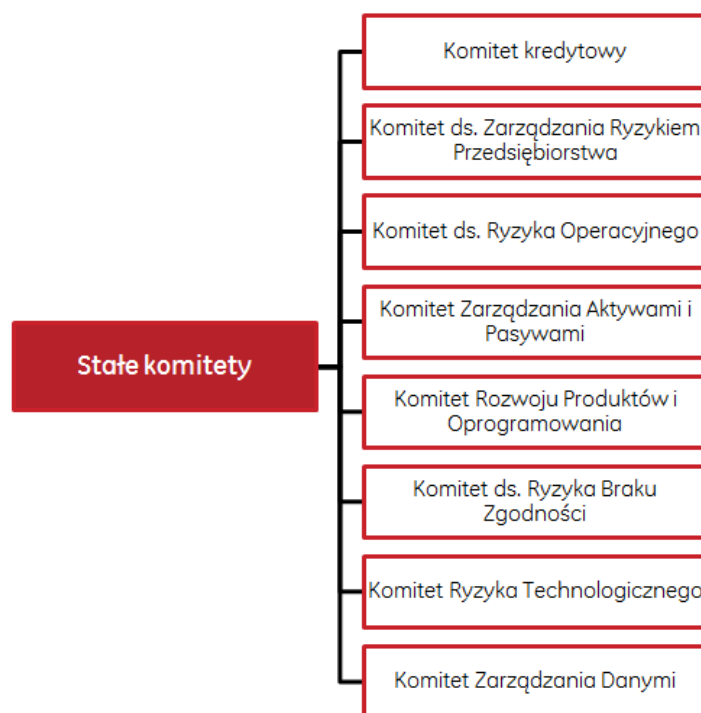 Komitet kredytowy
Komitet ds. Zarządzania Ryzykiem
Przedsiębiorstwa
Komitet ds. Ryzyka Operacyjnego
Komitet Zarządzania Aktywami i
Pasywami
Stałe komitety
Komitet Rozwoju Produktów i
Oprogramowania
Komitet ds. Ryzyka Braku
Zgodności
Komitet Ryzyka Technologicznego
Komitet Zarządzania Danymi